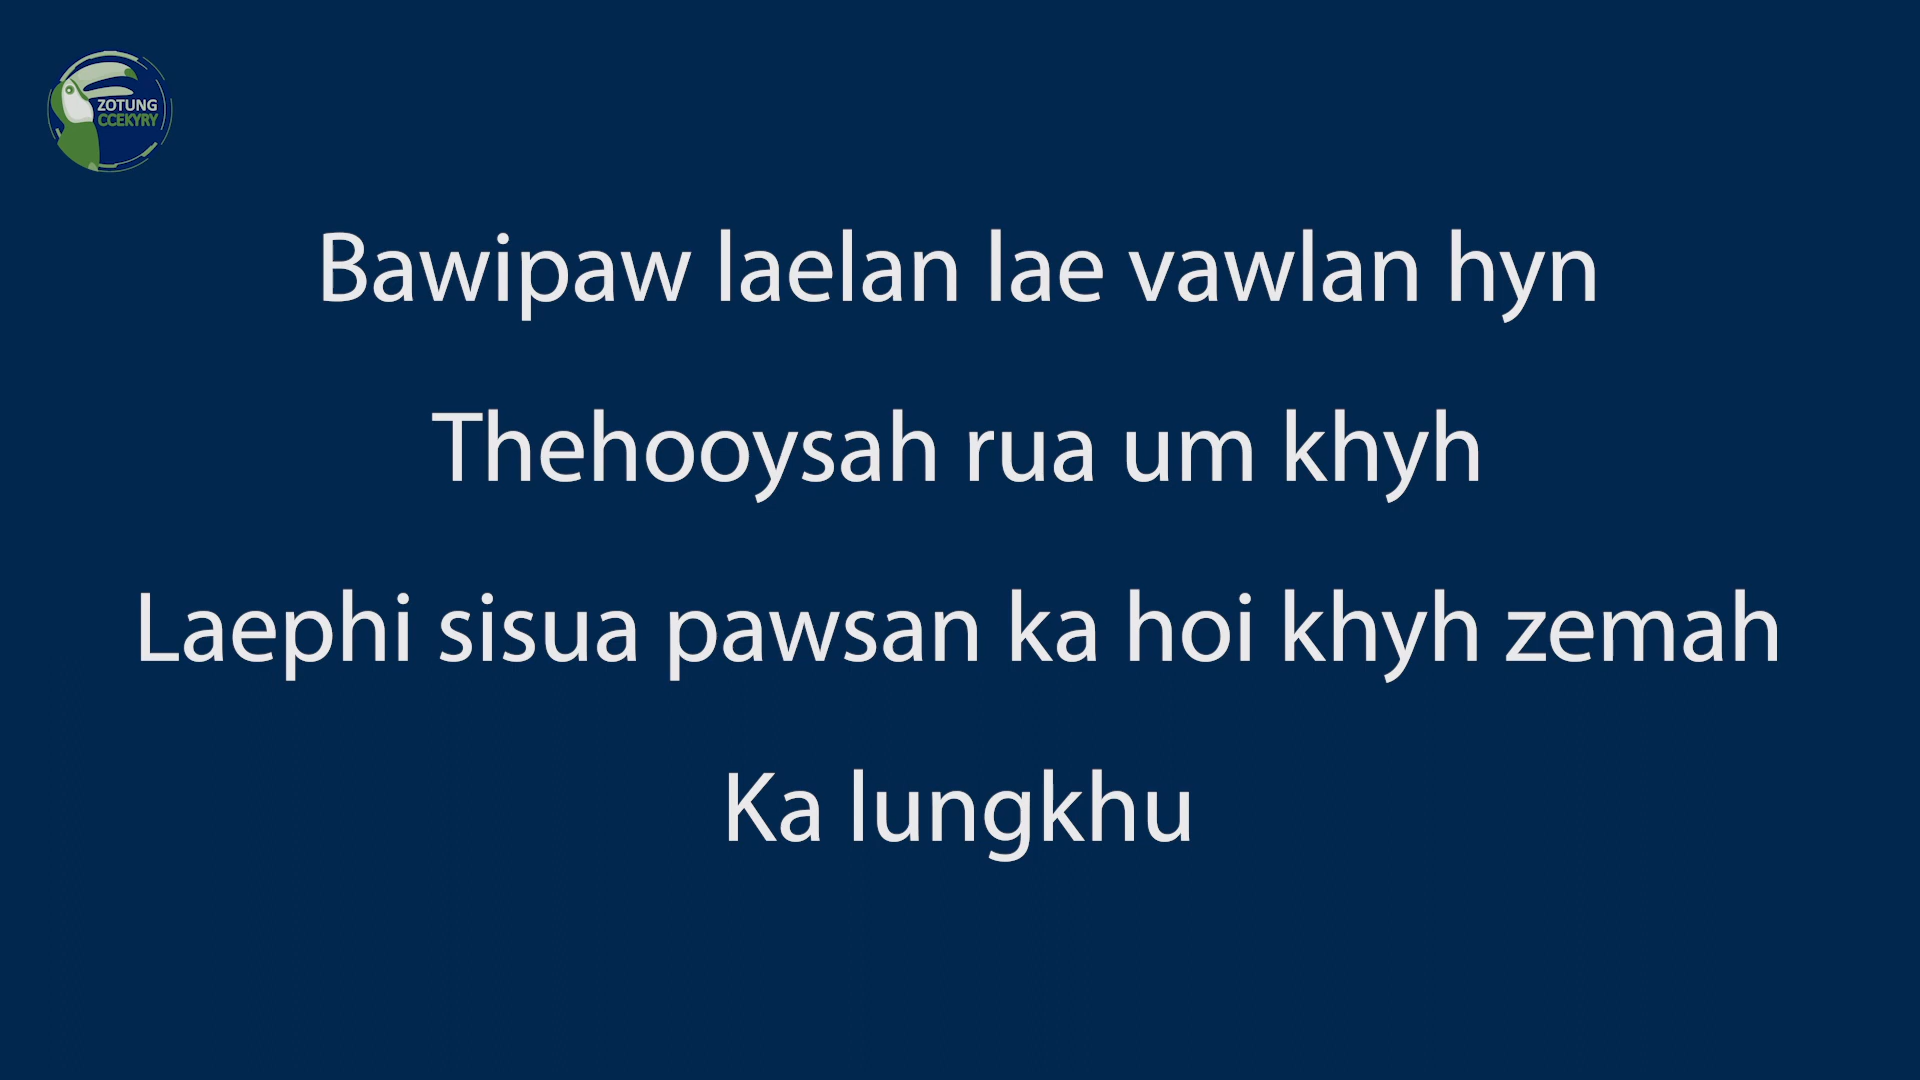 ZOTUNG
CCEKYRY
Bawipaw laelan lae vawlan hyn
Thehooysah rua um khyh
Laephi sisua pawsan ka hoi khyh zemah
Ka lungkhu